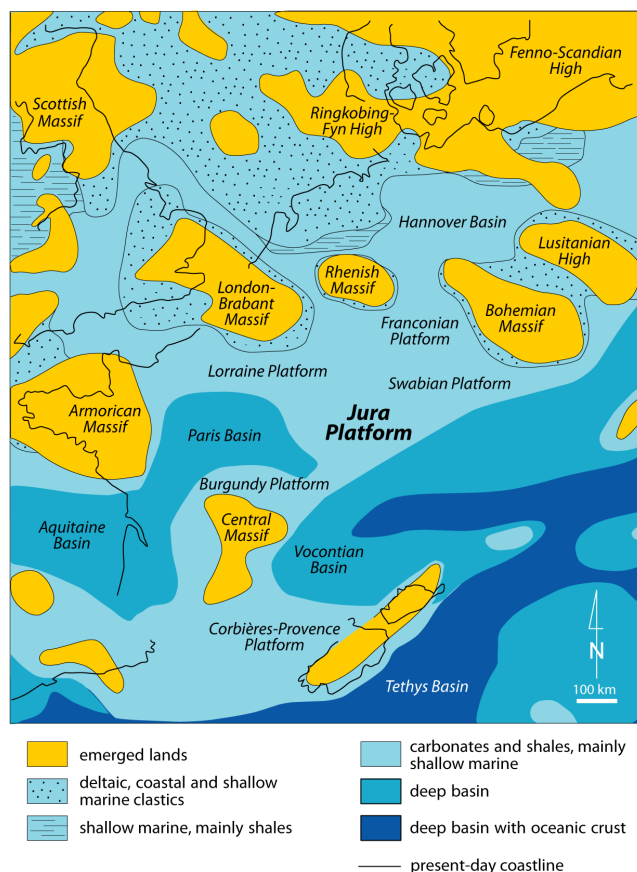 Fenno-Scandian
High
Scottish
Massif
Ringkobing-
Fyn High
Hannover Basin
Lusitanian
High
London-
Brabant
Massif
Rhenish
Massif
Bohemian
Massif
Franconian
Platform
Lorraine Platform
Swabian Platform
Armorican
Massif
Jura
Platform
Paris Basin
Burgundy Platform
Aquitaine
Basin
Central
Massif
Vocontian
Basin
Corbières-Provence
Platform
Tethys Basin
N
100 km
emerged lands
deltaic, coastal and shallow
marine clastics
shallow marine, mainly shales
carbonates and shales, mainly
shallow marine
deep basin
deep basin with oceanic crust
present-day coastline